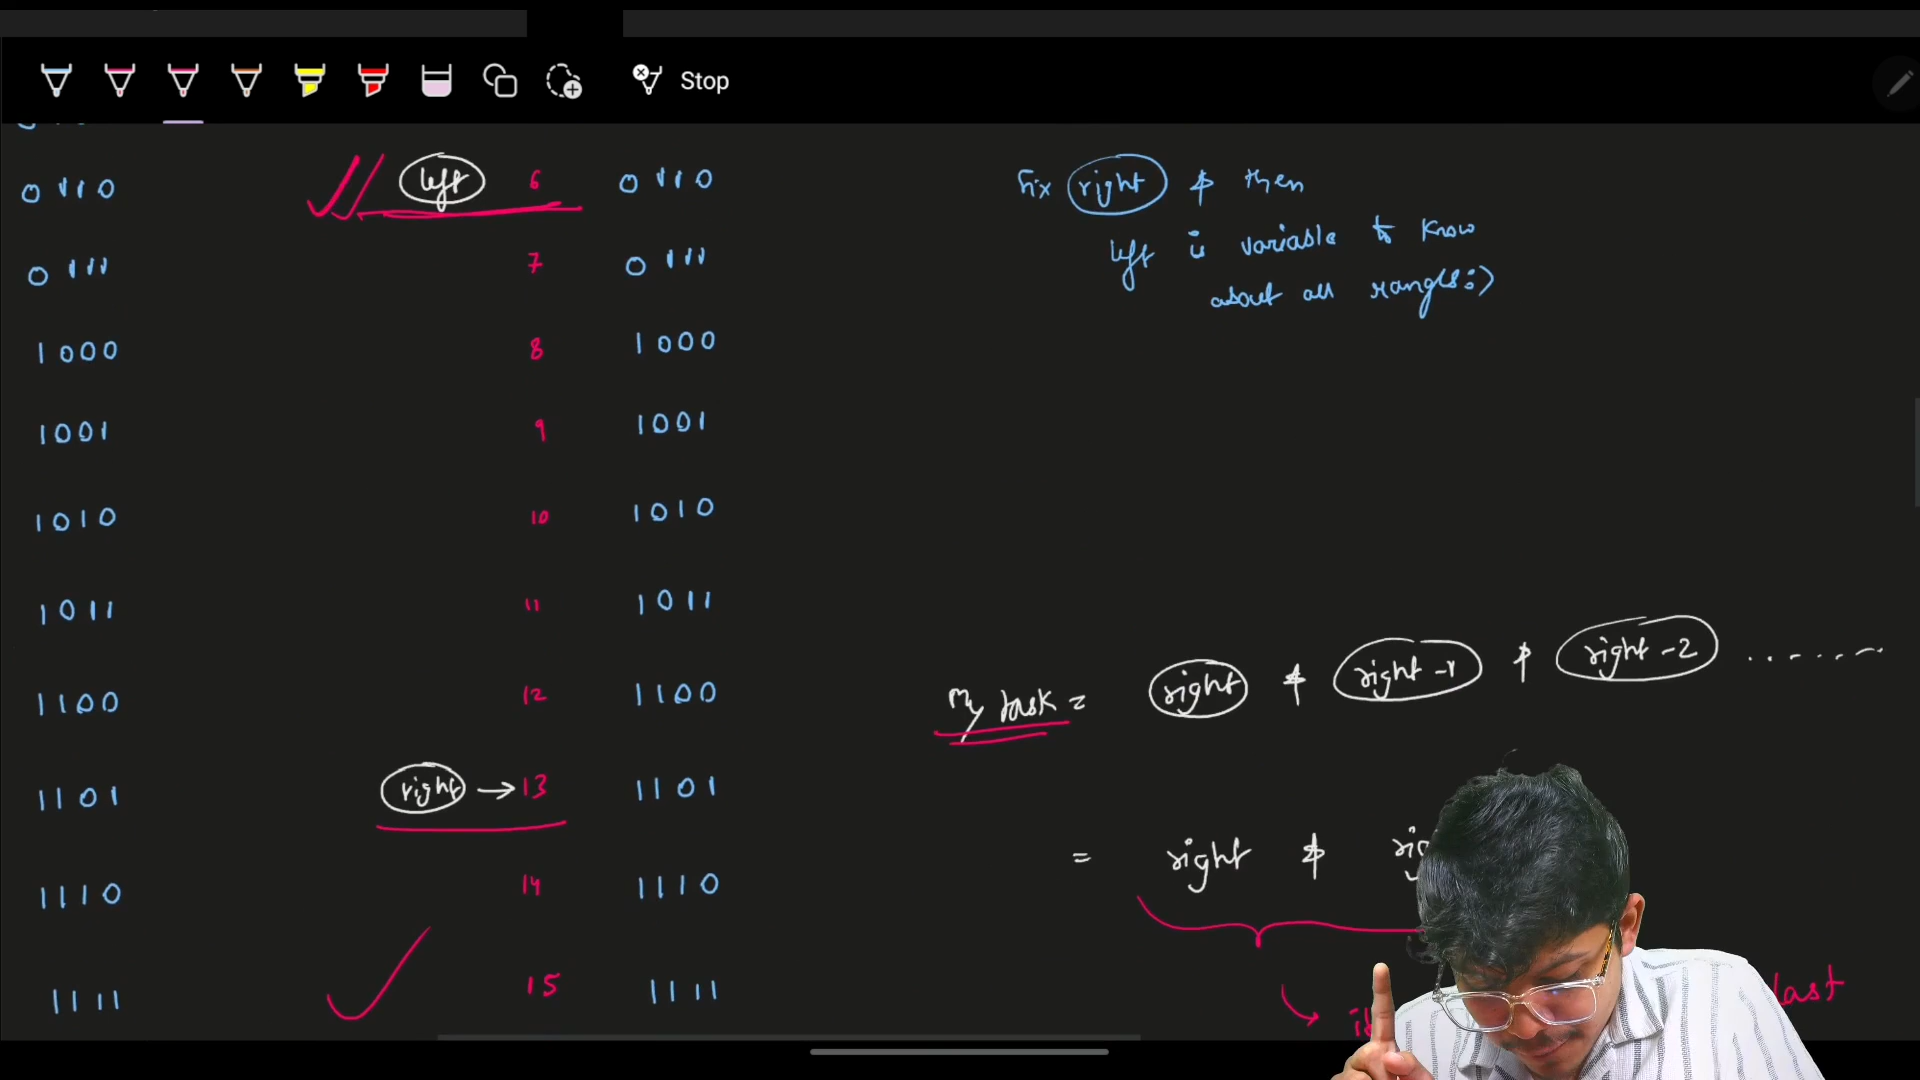 Stop
0110 left 6 0110
0111 7 0111
1000 8 1000
1001 9 1001
1010 10 1010
1011 11 1011
1100 12 1100
1101 right → 13 1101
1110 14 1110
1111 15 1111
Fix right & then
left is variable to know
about all ranges:)
My task = right & right -1 & right -2 .......
= right &
last